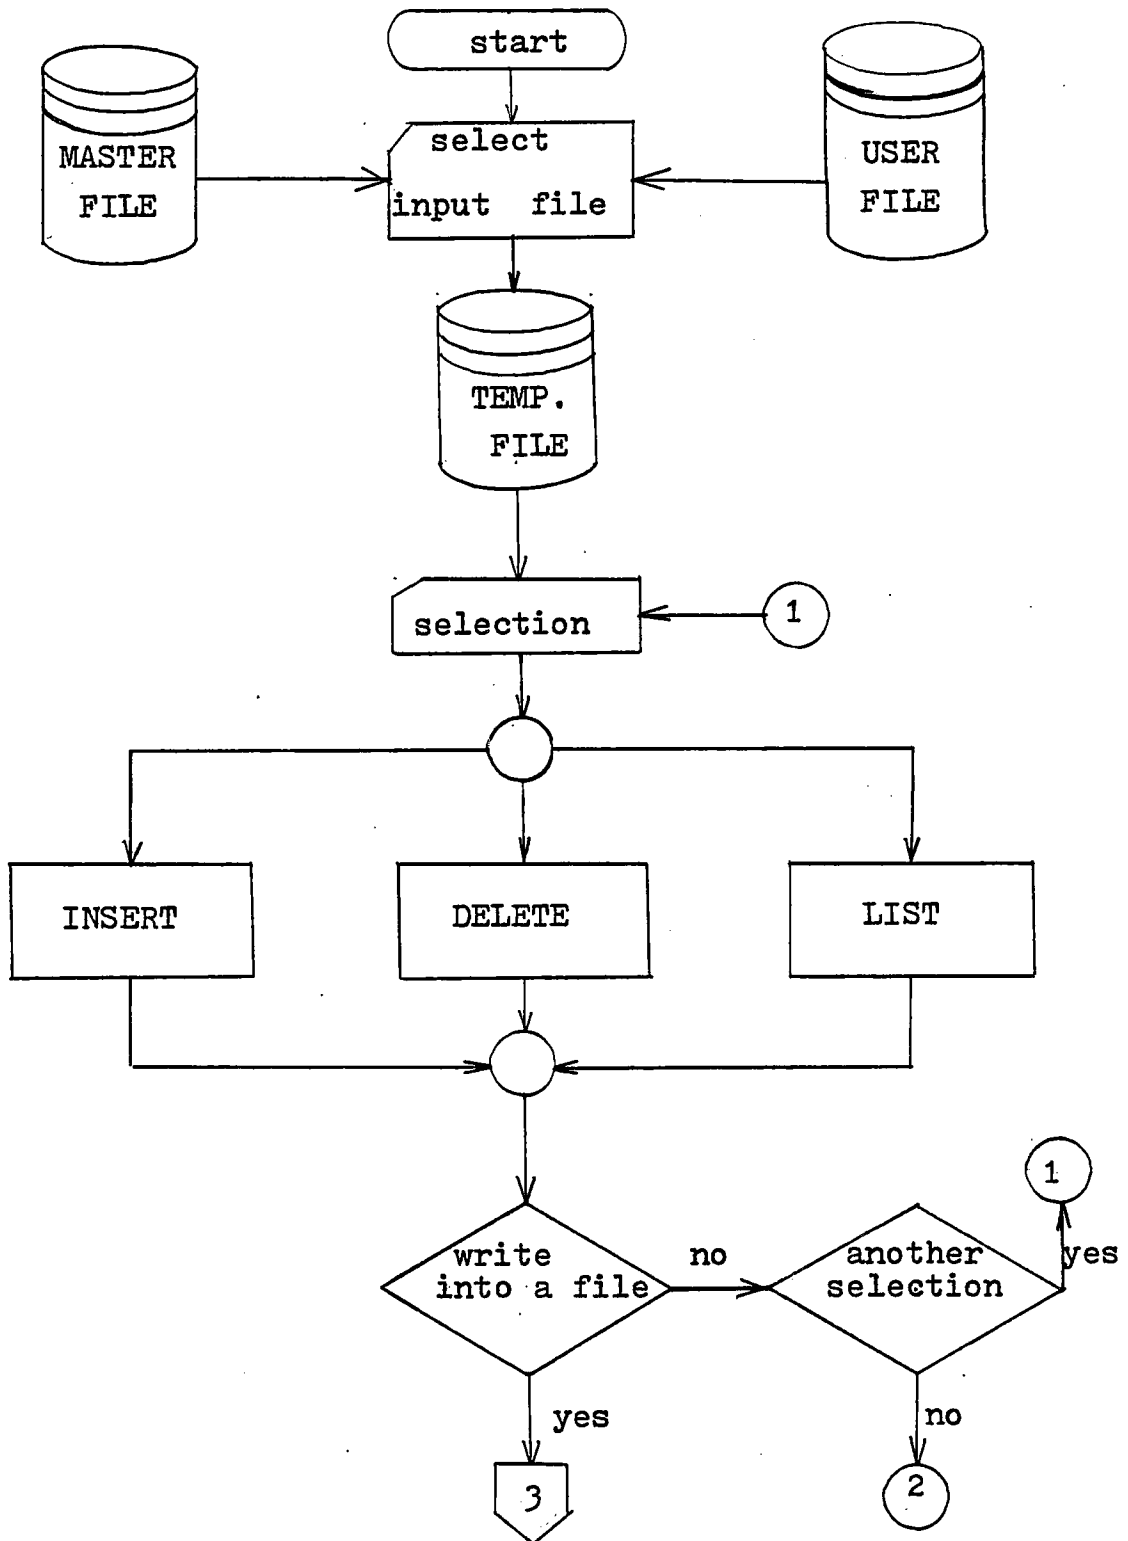 start
MASTER
FILE
select
input file
USER
FILE
TEMP.
FILE
selection
1
INSERT
DELETE
LIST
1
write
into a file
no
another
selection
yes
yes
no
3
2